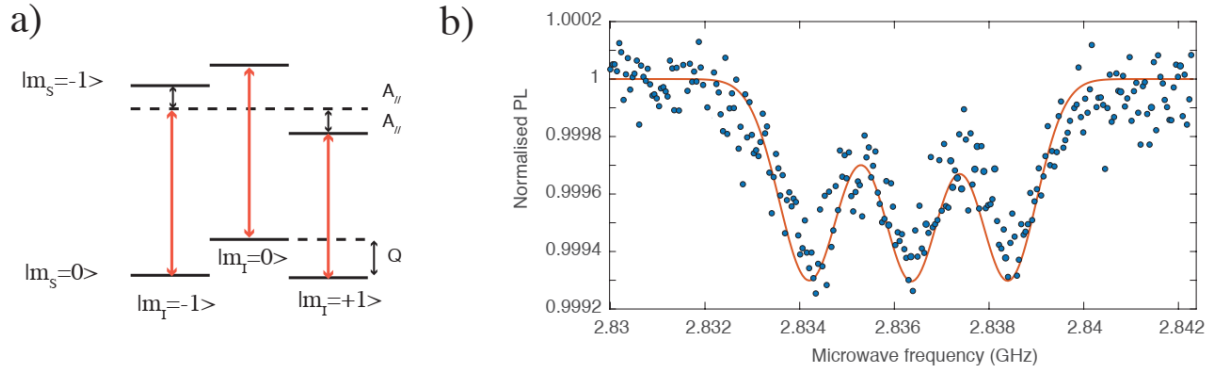 a)
|m_S=-1>
A_//
A_//
|m_I=0>
Q
|m_S=0>
|m_I=-1>
|m_I=+1>
b)
1.0002
1
0.9998
0.9996
0.9994
0.9992
Normalised PL
2.83 2.832 2.834 2.836 2.838 2.84 2.842
Microwave frequency (GHz)